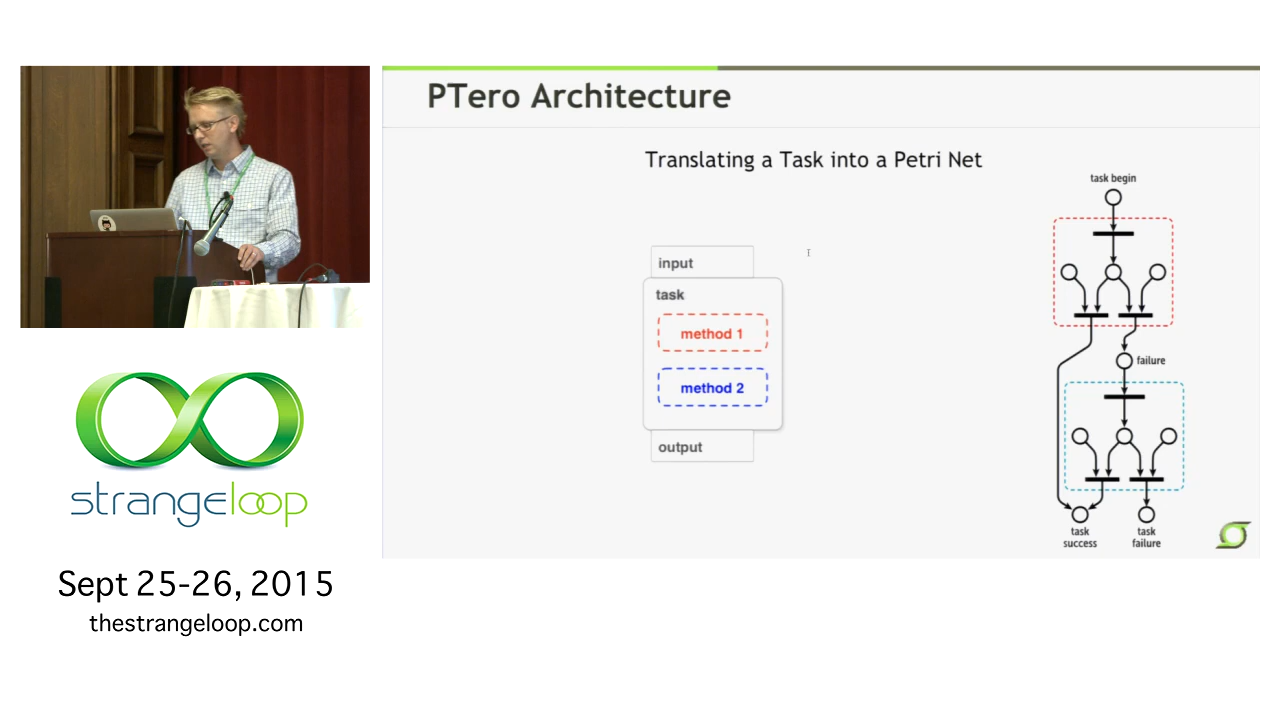 PTero Architecture
Translating a Task into a Petri Net
input
task
method 1
method 2
output
task begin
failure
task
success
task
failure
strangeloop
Sept 25-26, 2015
thestrangeloop.com